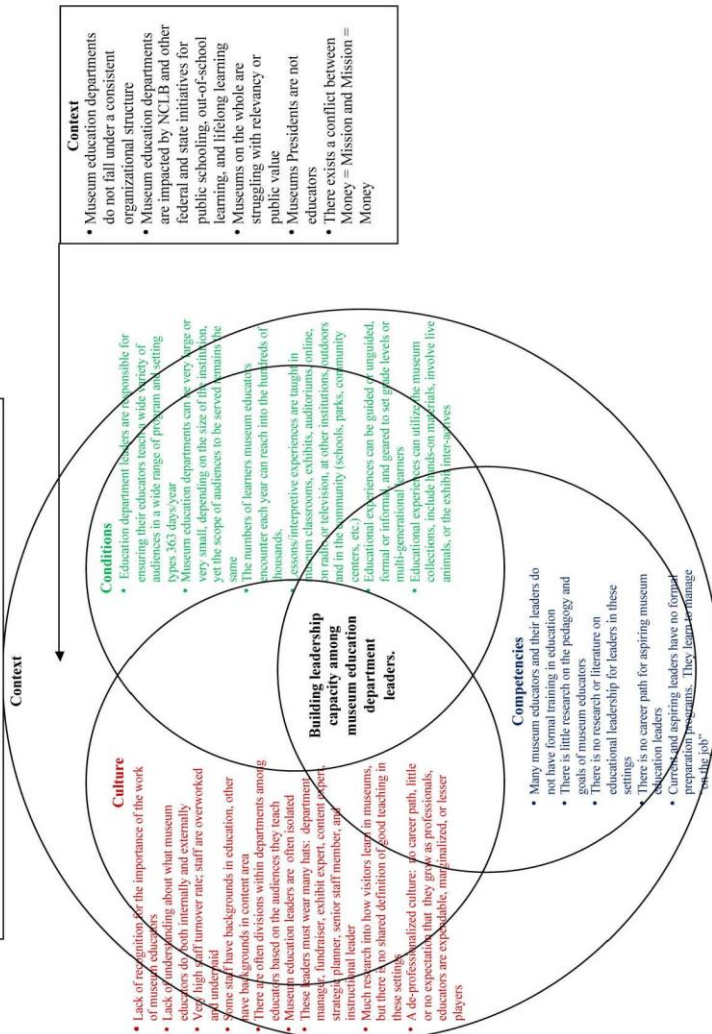 Context
Context
• Museum education departments
do not fall under a consistent
organizational structure
• Museum education departments
are impacted by NCLB and other
federal and state initiatives for
public schooling, out-of-school
learning, and lifelong learning
• Museums on the whole are
struggling with relevancy or
public value
• Museums Presidents are not
educators
• There exists a conflict between
Money = Mission and Mission =
Money
Culture
• Lack of recognition for the importance of the work
of museum educators
• Lack of understanding about what museum
educators do, both internally and externally
• Very high staff turnover rate; staff are overworked
and underpaid
• Some staff have backgrounds in education, other
have backgrounds in content area
• There are often divisions within departments among
educators based on the audiences they teach
• Museum education leaders are often isolated
• These leaders must wear many hats: department
manager, fundraiser, exhibit expert, content expert,
strategic planner, senior staff member, and
instructional leader
• Much research into how visitors learn in museums,
but there is no shared definition of good teaching in
these settings
• A de-professionalized culture: no career path, little
or no expectation that they grow as professionals,
educators are expendable, marginalized, or lesser
players
Conditions
• Education department leaders are responsible for
ensuring their educators teach a wide variety of
audiences in a wide range of program and setting
types 363 days/year
• Museum education departments can be very large or
very small, depending on the size of the institution,
yet the scope of audiences to be served remains the
same
• The numbers of learners museum educators
encounter each year can reach into the hundreds of
thousands.
• Lessons/interpretive experiences are taught in
museum classrooms, exhibits, auditoriums, online,
on radio or television, at other institutions, outdoors
and in the community (schools, parks, community
centers, etc.)
• Educational experiences can be guided or unguided,
formal or informal, and geared to set grade levels or
multi-generational learners
• Educational experiences can utilize the museum
collections, include hands-on materials, involve live
animals, or the exhibit inter-actives
Building leadership
capacity among
museum education
department
leaders.
Competencies
• Many museum educators and their leaders do
not have formal training in education
• There is little research on the pedagogy and
goals of museum educators
• There is no research or literature on
educational leadership for leaders in these
settings
• There is no career path for aspiring museum
education leaders
• Current and aspiring leaders have no formal
preparation programs. They learn to manage
"on the job"